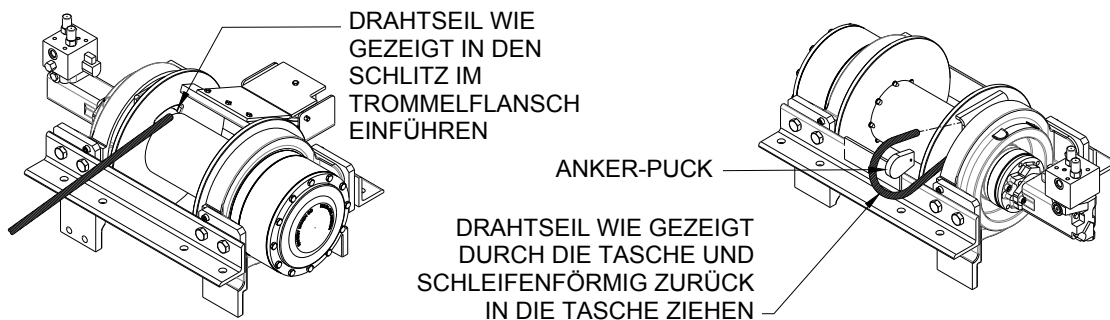 DRAHTSEIL WIE
GEZEIGT IN DEN
SCHLITZ IM
TROMMELFLANSCH
EINFÜHREN
ANKER-PUCK
DRAHTSEIL WIE GEZEIGT
DURCH DIE TASCHE UND
SCHLEIFENFÖRMIG ZURÜCK
IN DIE TASCHE ZIEHEN